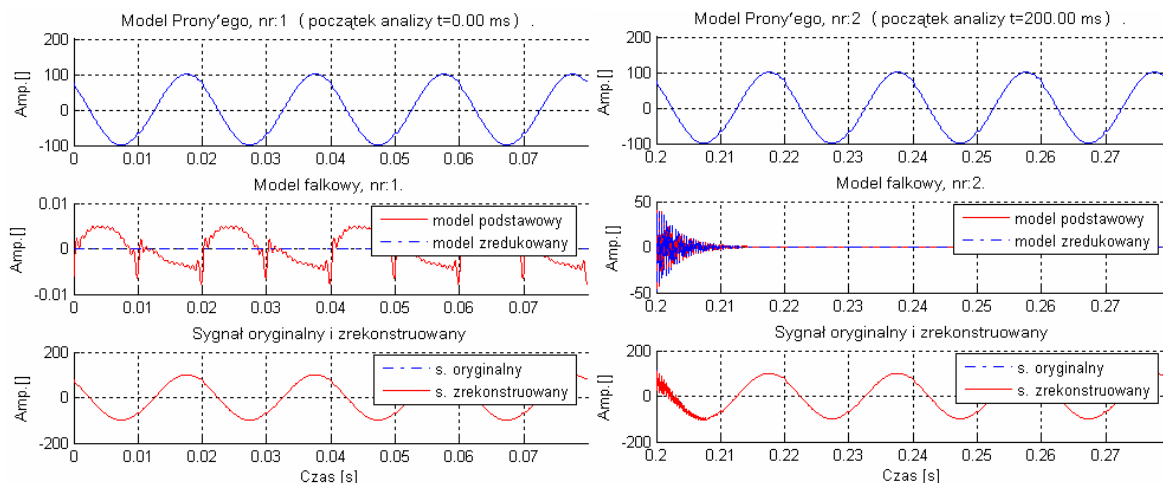 Model Prony'ego, nr:1 (początek analizy t=0.00 ms) .
200
100
0
-100
Amp.[]
0 0.01 0.02 0.03 0.04 0.05 0.06 0.07
Model falkowy, nr:1.
0.01
0
-0.01
Amp.[]
model podstawowy
model zredukowany
0 0.01 0.02 0.03 0.04 0.05 0.06 0.07
Sygnał oryginalny i zrekonstruowany
200
0
-200
Amp.[]
s. oryginalny
s. zrekonstruowany
0 0.01 0.02 0.03 0.04 0.05 0.06 0.07
Czas [s]
Model Prony'ego, nr:2 (początek analizy t=200.00 ms) .
200
100
0
-100
Amp.[]
0.2 0.21 0.22 0.23 0.24 0.25 0.26 0.27
Model falkowy, nr:2.
50
0
-50
Amp.[]
model podstawowy
model zredukowany
0.2 0.21 0.22 0.23 0.24 0.25 0.26 0.27
Sygnał oryginalny i zrekonstruowany
200
0
-200
Amp.[]
s. oryginalny
s. zrekonstruowany
0.2 0.21 0.22 0.23 0.24 0.25 0.26 0.27
Czas [s]